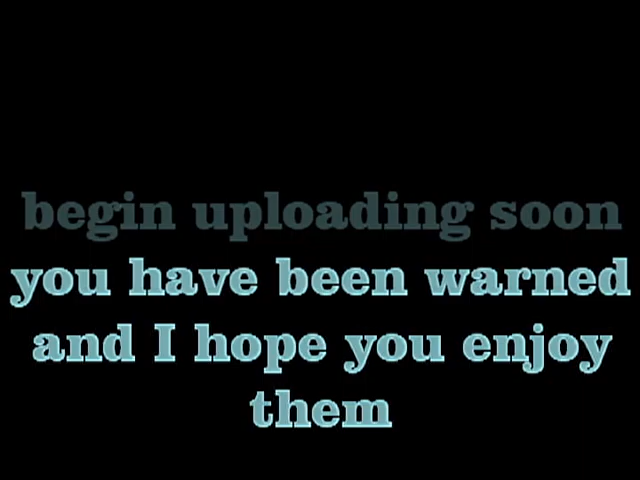 begin uploading soon
you have been warned
and I hope you enjoy
them